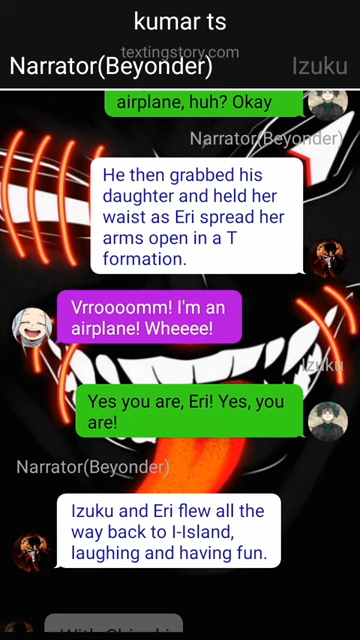 kumar ts
textingstory.com
Narrator(Beyonder)
Izuku
airplane, huh? Okay
Narrator(Beyonder)
He then grabbed his
daughter and held her
waist as Eri spread her
arms open in a T
formation.
Vrroooomm! I'm an
airplane! Wheeee!
Izuku
Yes you are, Eri! Yes, you
are!
Narrator(Beyonder)
Izuku and Eri flew all the
way back to I-Island,
laughing and having fun.